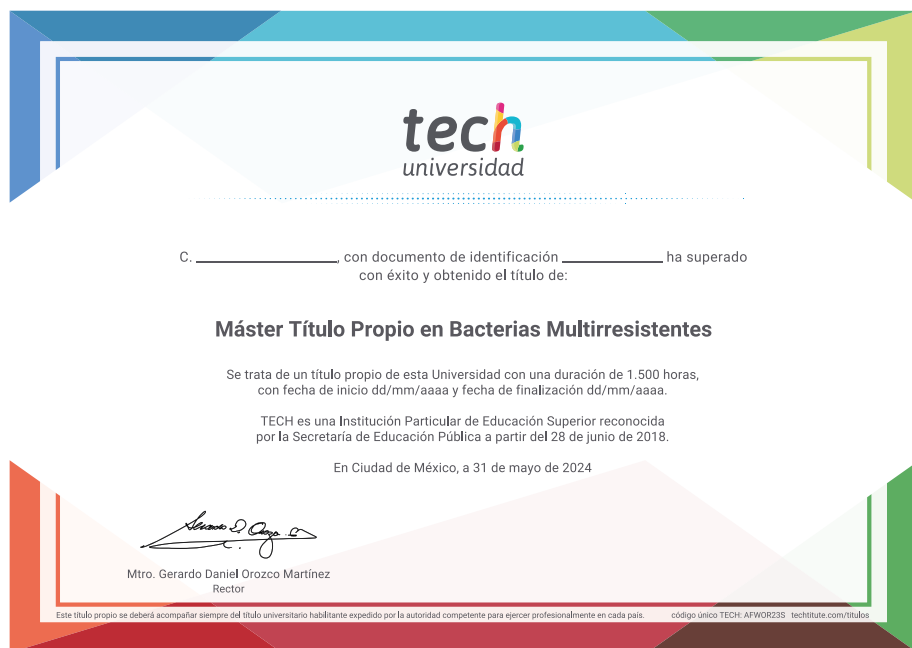 tech
universidad
C. ____________, con documento de identificación ____________ ha superado
con éxito y obtenido el título de:
Máster Título Propio en Bacterias Multirresistentes
Se trata de un título propio de esta Universidad con una duración de 1.500 horas,
con fecha de inicio dd/mm/aaaa y fecha de finalización dd/mm/aaaa.
TECH es una Institución Particular de Educación Superior reconocida
por la Secretaría de Educación Pública a partir del 28 de junio de 2018.
En Ciudad de México, a 31 de mayo de 2024
Mtro. Gerardo Daniel Orozco Martínez
Rector
Este título propio se deberá acompañar siempre del título universitario habilitante expedido por la autoridad competente para ejercer profesionalmente en cada país. código único TECH: AFWOR23S techtitute.com/titulos